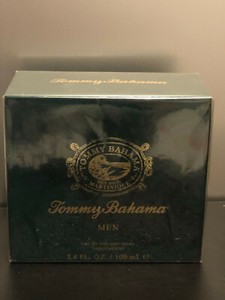 Tommy Bahama
TOMMY BAHAMA
MARTINIQUE
Tommy Bahama
MEN
3.4 FL. OZ. / 100 mL ℮